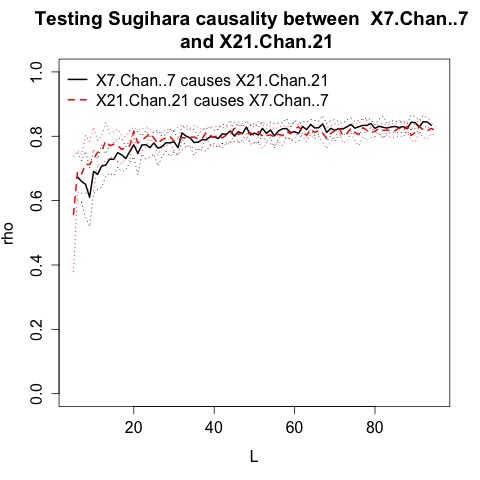 Testing Sugihara causality between  X7.Chan..7
and X21.Chan.21
X7.Chan..7 causes X21.Chan.21
X21.Chan.21 causes X7.Chan..7
1.0
0.8
0.6
0.4
0.2
0.0
rho
20 40 60 80
L